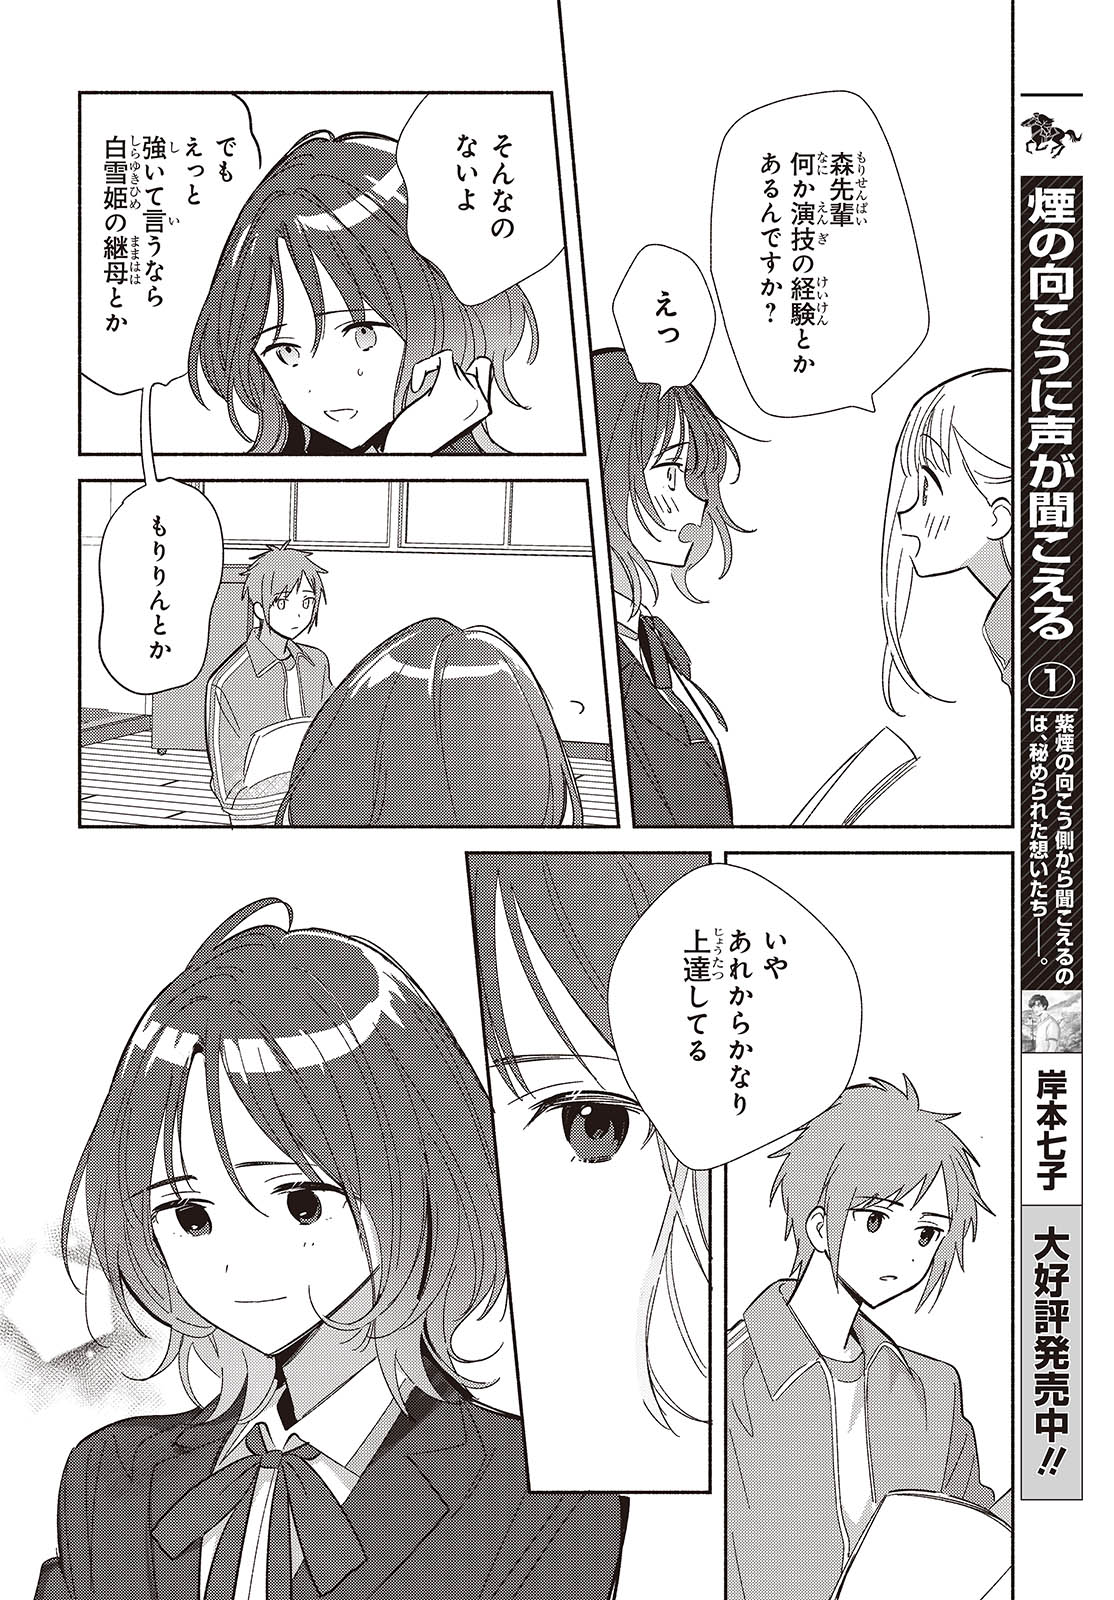 森先輩
何か演技の経験とか
あるんですか？
えっ
そんなの
ないよ
でも
えっと
強いて言うなら
白雪姫の継母とか
もりりんとか
いや
あれからかなり
上達してる
煙の向こうに声が聞こえる ①
紫煙の向こう側から聞こえるの
は、秘められた想いたち――。
岸本七子
大好評発売中!!